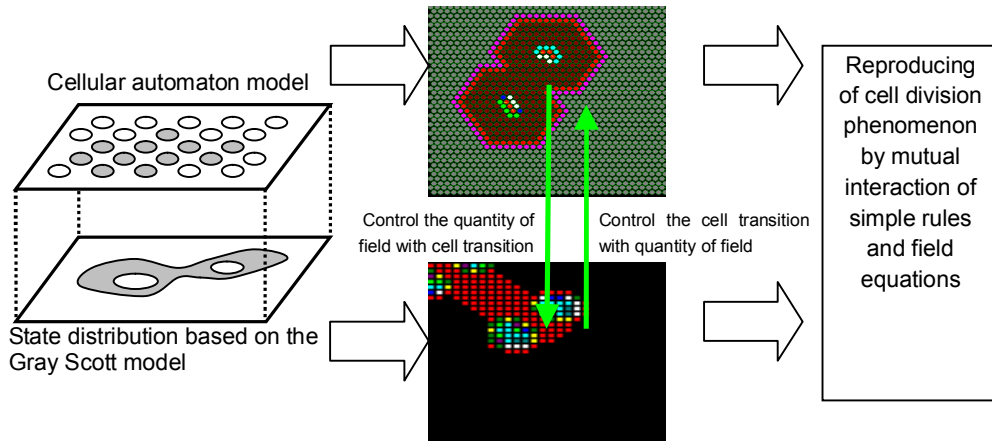 Cellular automaton model
State distribution based on the
Gray Scott model
Control the quantity of
field with cell transition
Control the cell transition
with quantity of field
Reproducing
of cell division
phenomenon
by mutual
interaction of
simple rules
and field
equations